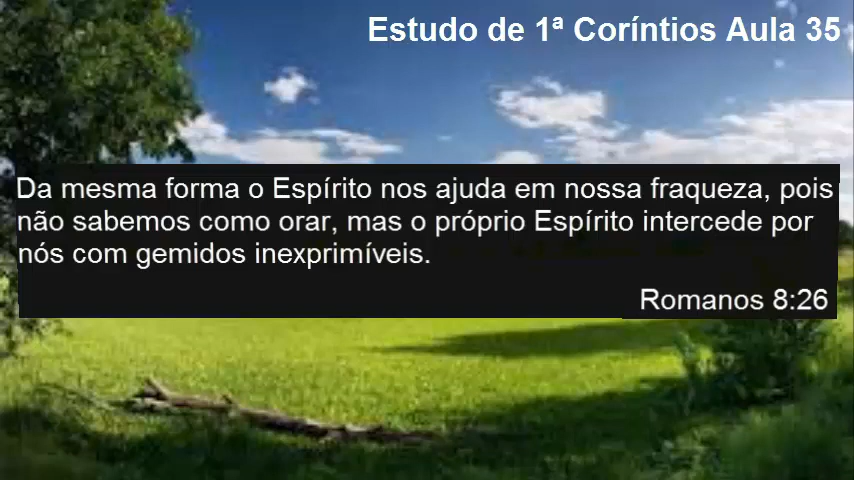 Estudo de 1ª Coríntios Aula 35
Da mesma forma o Espírito nos ajuda em nossa fraqueza, pois
não sabemos como orar, mas o próprio Espírito intercede por
nós com gemidos inexprimíveis.
Romanos 8:26